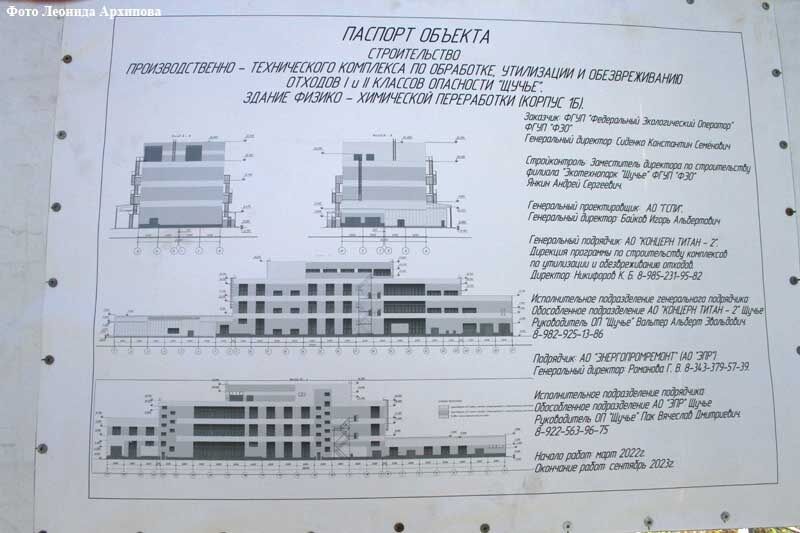 Фото Леонида Архипова
ПАСПОРТ ОБЪЕКТА
СТРОИТЕЛЬСТВО
ПРОИЗВОДСТВЕННО - ТЕХНИЧЕСКОГО КОМПЛЕКСА ПО ОБРАБОТКЕ, УТИЛИЗАЦИИ И ОБЕЗВРЕЖИВАНИЮ
ОТХОДОВ I и II КЛАССОВ ОПАСНОСТИ "ЩУЧЬЕ".
ЗДАНИЕ ФИЗИКО - ХИМИЧЕСКОЙ ПЕРЕРАБОТКИ (КОРПУС 1Б).
Заказчик: ФГУП "Федеральный Экологический Оператор"
ФГУП "ФЭО"
Генеральный директор Сиденко Константин Семёнович
Стройконтроль Заместитель директора по строительству
филиала "Экотехнопарк "Щучье" ФГУП "ФЭО"
Янкин Андрей Сергеевич.
Генеральный проектировщик: АО "ГСПИ".
Генеральный директор: Байков Игорь Альбертович
Генеральный подрядчик: АО "КОНЦЕРН ТИТАН - 2".
Дирекция программы по строительству комплексов
по утилизации и обезвреживанию отходов.
Директор: Никифоров К. Б. 8-985-231-95-82
Исполнительное подразделение генерального подрядчика
Обособленное подразделение АО "КОНЦЕРН ТИТАН - 2" Щучье
Руководитель ОП "Щучье" Вальтер Альберт Эвальдович.
8-982-925-13-86
Подрядчик: АО "ЭНЕРГОПРОМРЕМОНТ" (АО "ЭПР")
Генеральный директор: Романова Г. В. 8-343-379-57-39.
Исполнительное подразделение подрядчика:
Обособленное подразделение АО "ЭПР" Щучье
Руководитель ОП "Щучье" Пак Вячеслав Дмитриевич.
8-922-563-96-75
Начало работ март 2022г.
Окончание работ сентябрь 2023г.